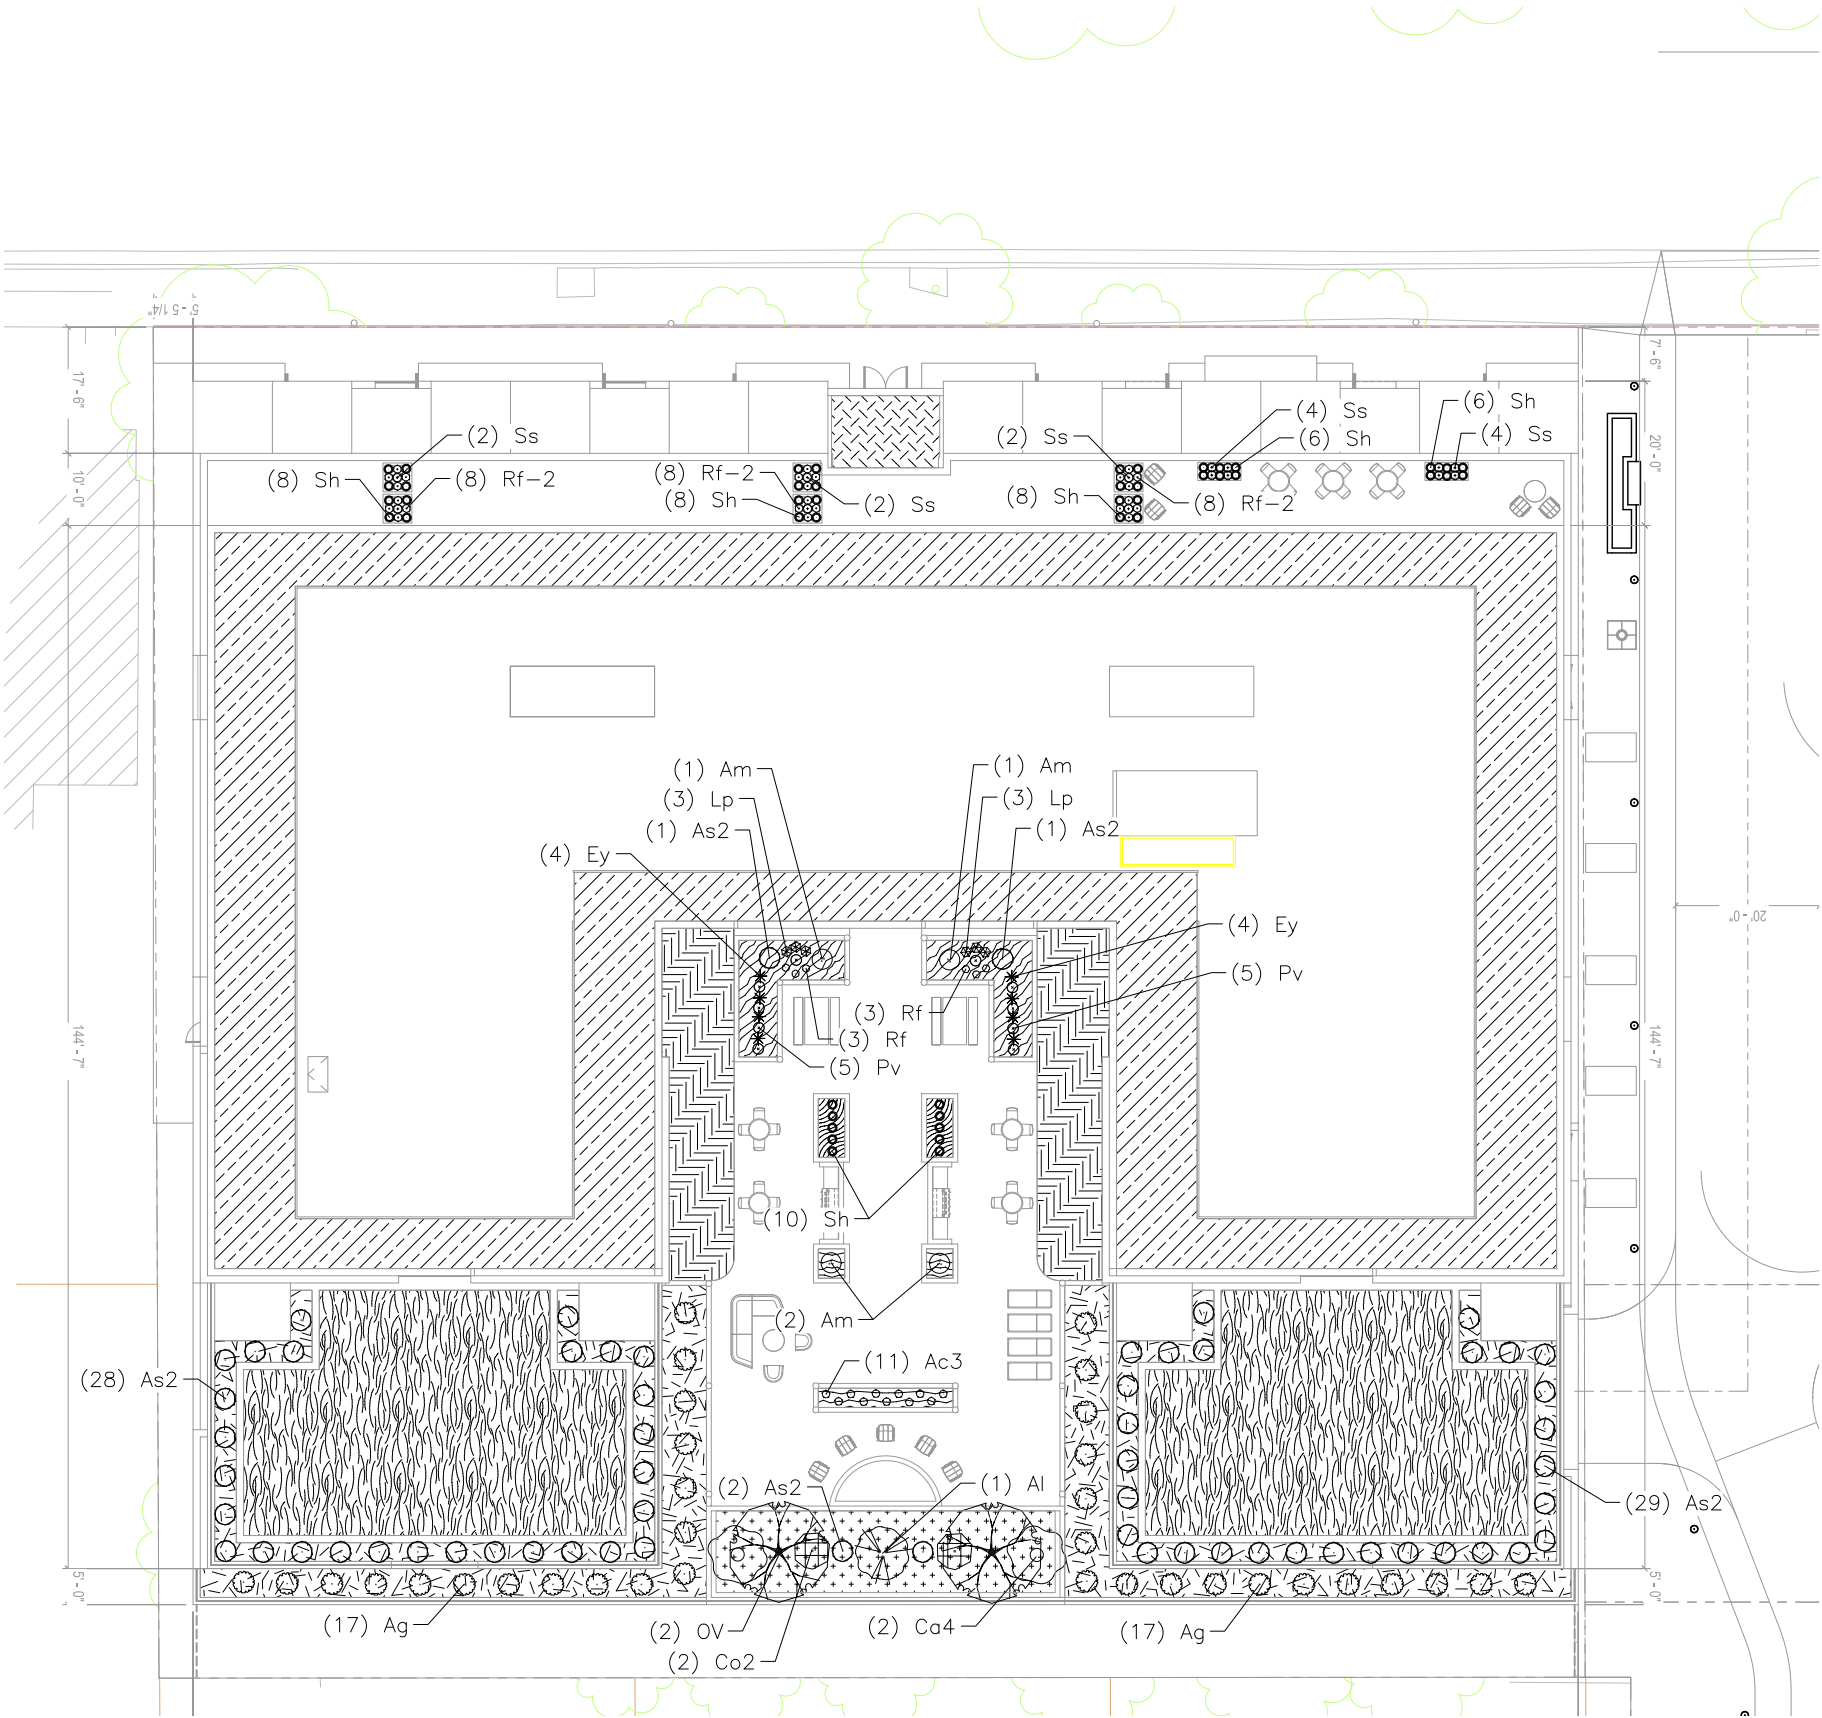 5'- 5 1/4"
7'- 6"
17'- 6"
(6) Sh
(4) Ss
(2) Ss
(2) Ss
(6) Sh
(4) Ss
20'- 0"
(8) Sh
(8) Rf-2
(8) Rf-2
(8) Sh
(2) Ss
(8) Sh
(8) Rf-2
10'- 0"
(1) Am
(3) Lp
(1) As2
(4) Ey
(1) Am
(3) Lp
(1) As2
(4) Ey
(5) Pv
20'- 0"
(3) Rf
(3) Rf
(5) Pv
144'- 7"
144'- 7"
(10) Sh
(2) Am
(11) Ac3
(28) As2
(2) As2
(1) Al
(29) As2
5'- 0"
5'- 0"
(17) Ag
(2) OV
(2) Co2
(2) Ca4
(17) Ag